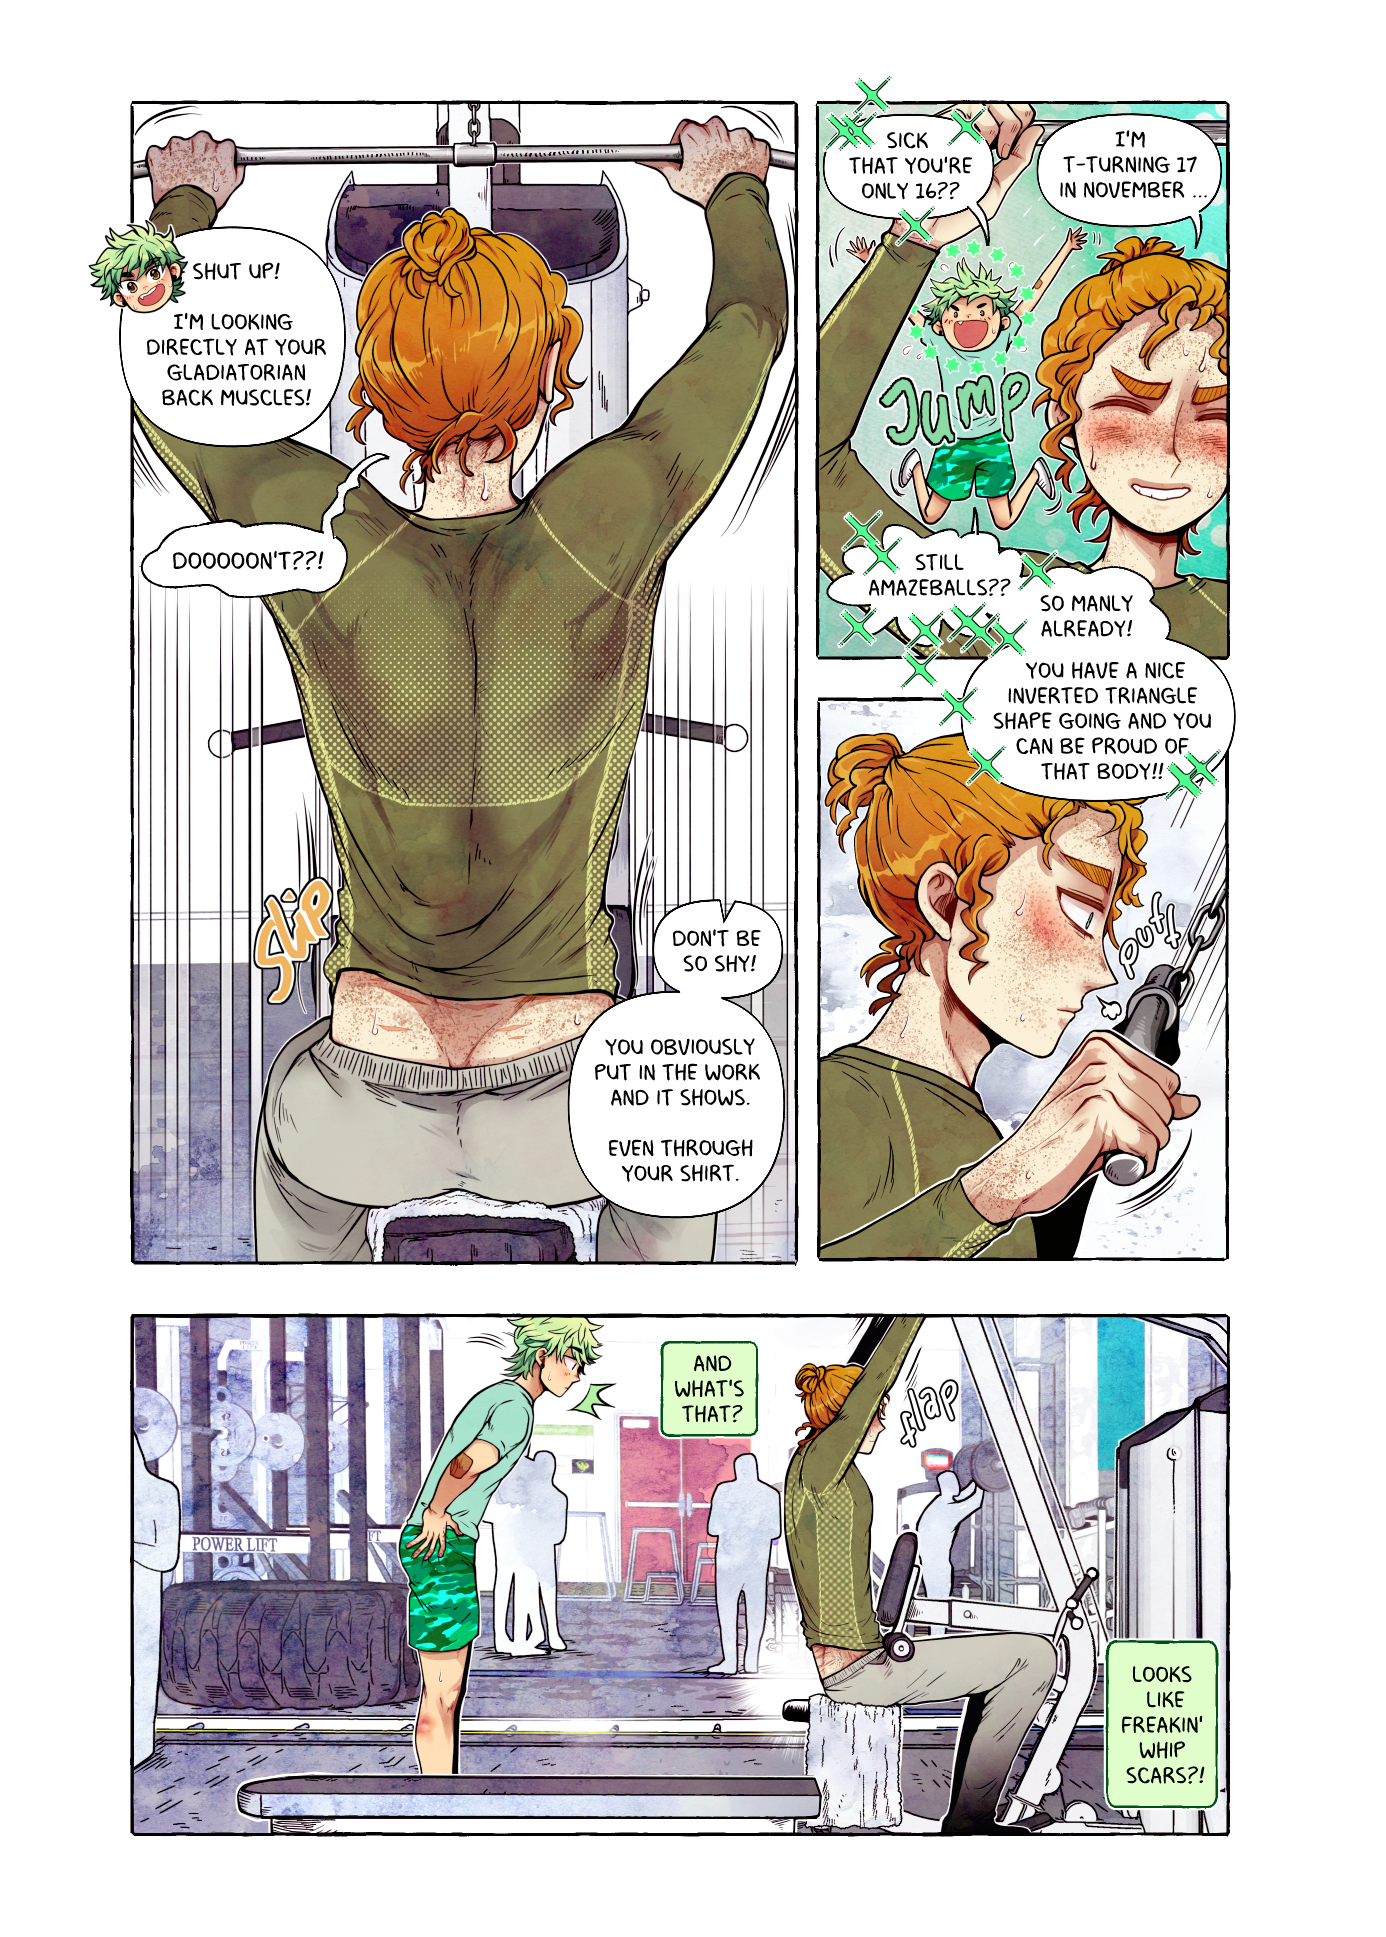 SHUT UP!
I'M LOOKING
DIRECTLY AT YOUR
GLADIATORIAN
BACK MUSCLES!
DOOOOON'T??!
SLIP
DON'T BE
SO SHY!
YOU OBVIOUSLY
PUT IN THE WORK
AND IT SHOWS.
EVEN THROUGH
YOUR SHIRT.
SICK
THAT YOU'RE
ONLY 16??
I'M
T-TURNING 17
IN NOVEMBER ...
JUMP
STILL
AMAZEBALLS??
SO MANLY
ALREADY!
YOU HAVE A NICE
INVERTED TRIANGLE
SHAPE GOING AND YOU
CAN BE PROUD OF
THAT BODY!!
puff
AND
WHAT'S
THAT?
flap
POWER LIFT
FT
LOOKS
LIKE
FREAKIN'
WHIP
SCARS?!